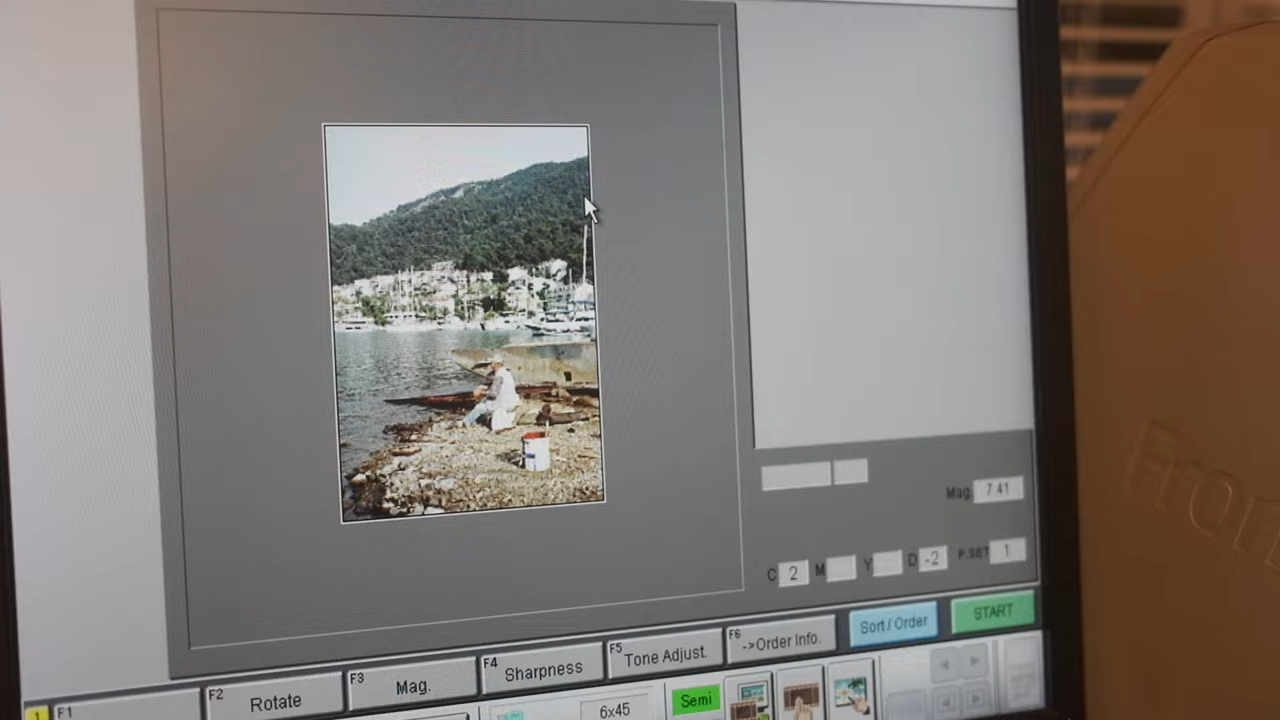 Mag. 7.41
C 2 M Y D -2 P.SET 1
F1
F2 Rotate
F3 Mag.
F4 Sharpness
F5 Tone Adjust.
F6 ->Order Info.
Sort / Order
START
1
6x45
Semi
Fron